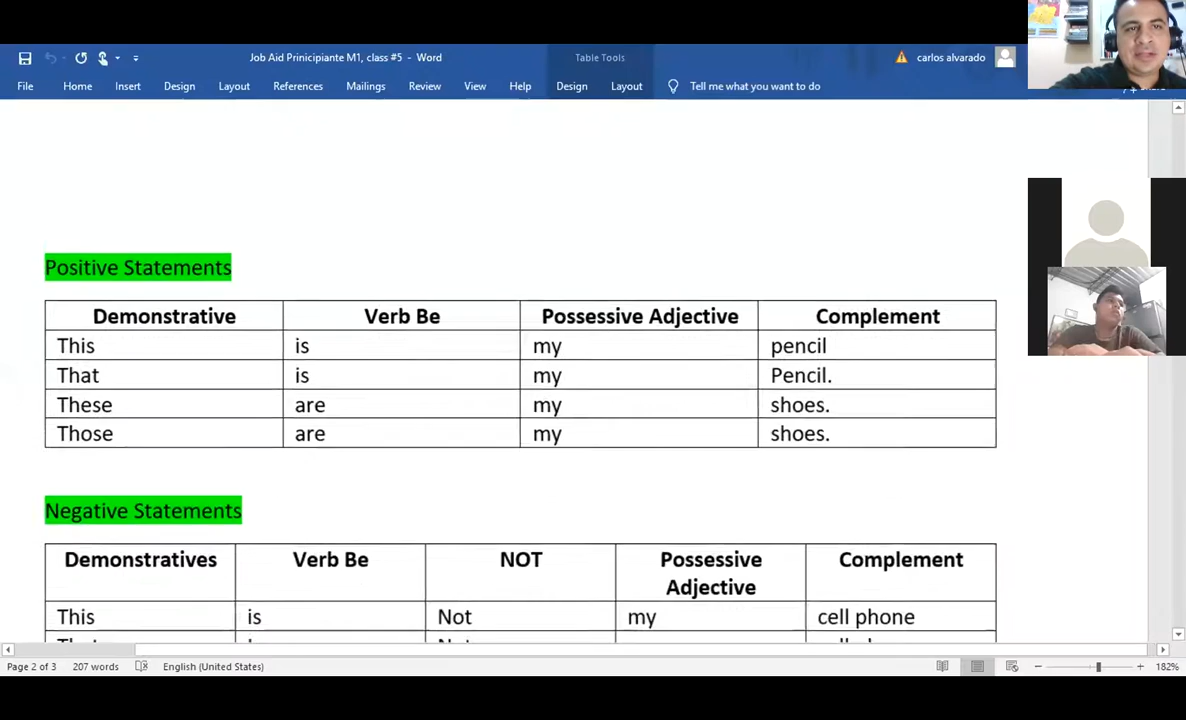 Job Aid Prinicipiante M1, class #5 - Word
Table Tools
carlos alvarado
File Home Insert Design Layout References Mailings Review View Help Design Layout Tell me what you want to do
Positive Statements
Demonstrative Verb Be Possessive Adjective Complement
This is my pencil
That is my Pencil.
These are my shoes.
Those are my shoes.
Negative Statements
Demonstratives Verb Be NOT Possessive Adjective Complement
This is Not my cell phone
Page 2 of 3 207 words English (United States) 182%